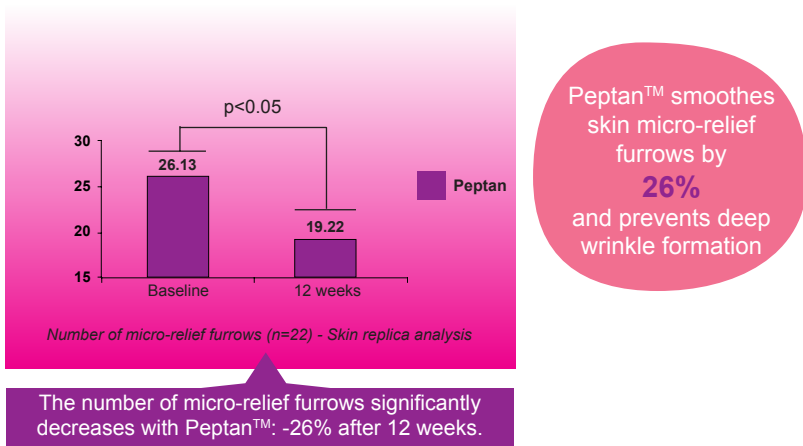 p<0.05
30
25
20
15
26.13
19.22
Baseline
12 weeks
Peptan
Number of micro-relief furrows (n=22) - Skin replica analysis
The number of micro-relief furrows significantly
decreases with Peptan™: -26% after 12 weeks.
Peptan™ smoothes
skin micro-relief
furrows by
26%
and prevents deep
wrinkle formation